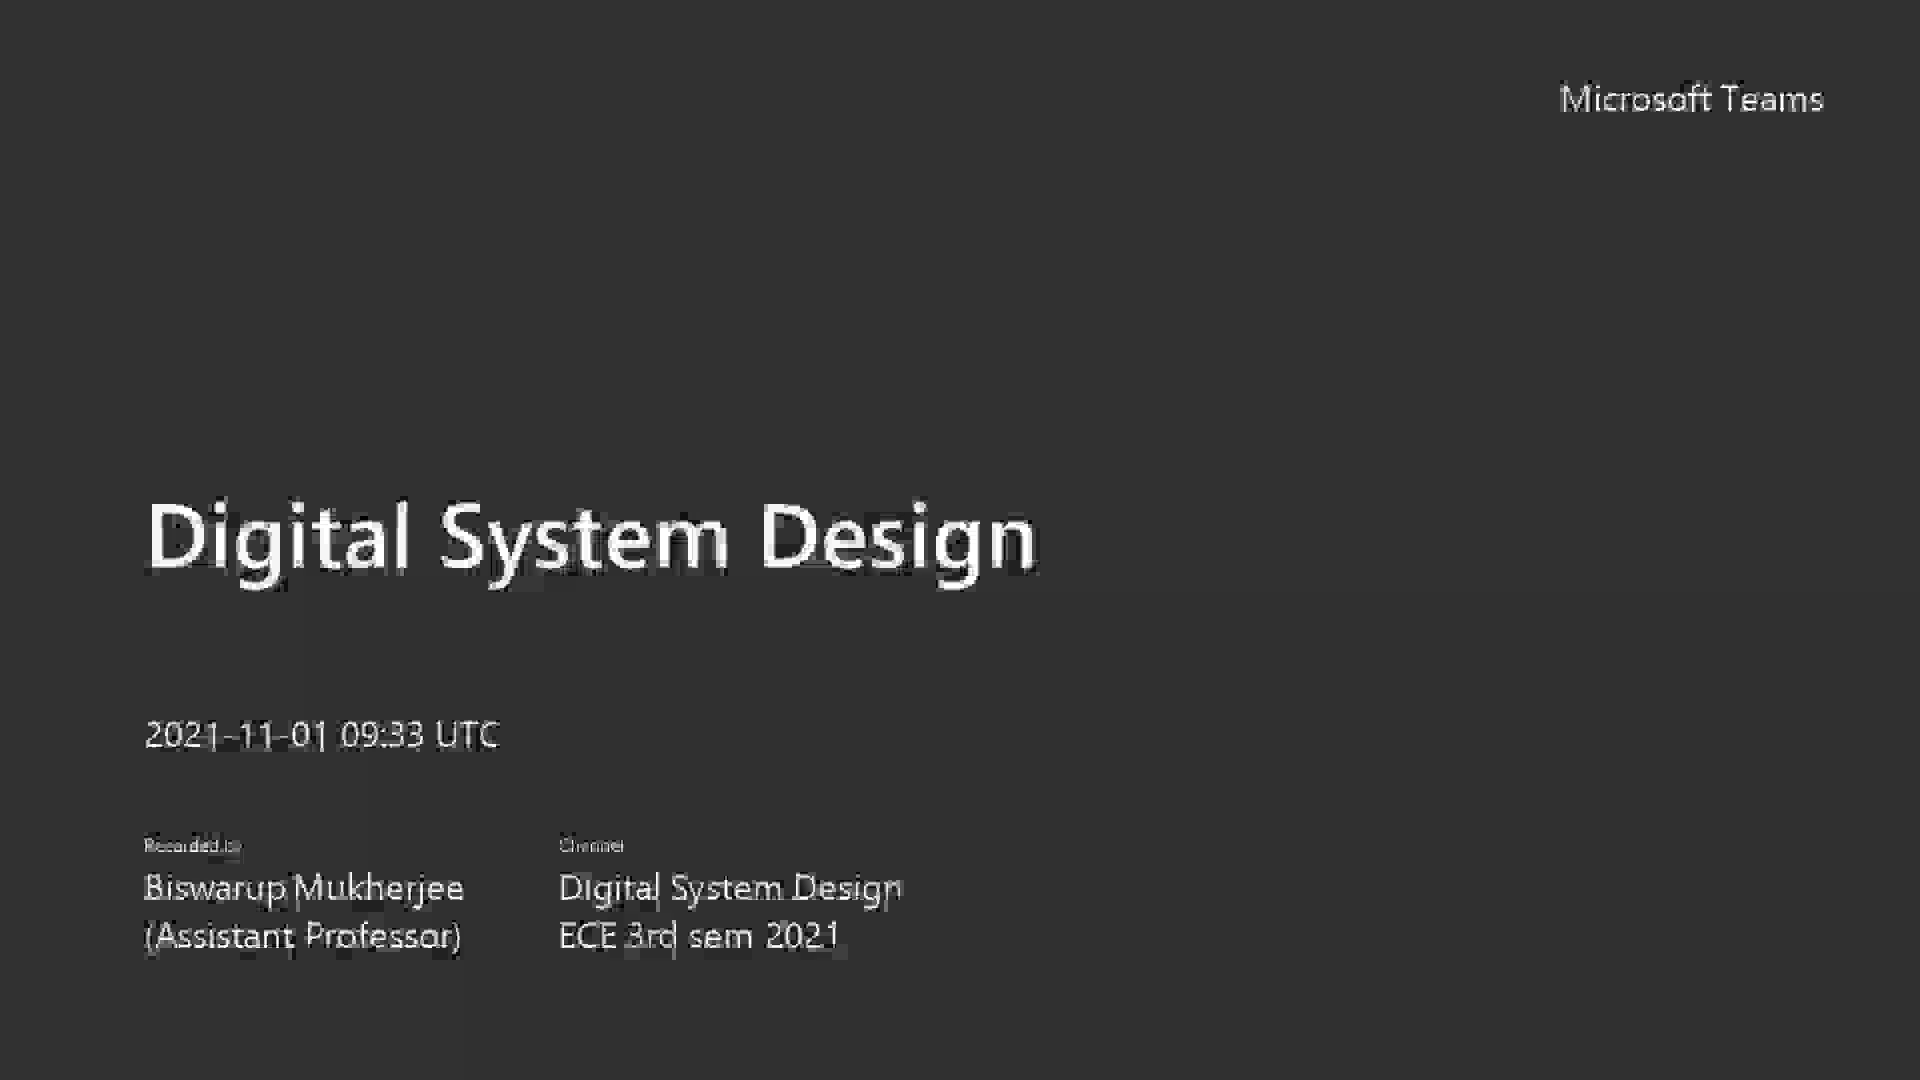 Microsoft Teams
Digital System Design
2021-11-01 09:33 UTC
Recorded by
Biswarup Mukherjee
(Assistant Professor)
Channel
Digital System Design
ECE 3rd sem 2021